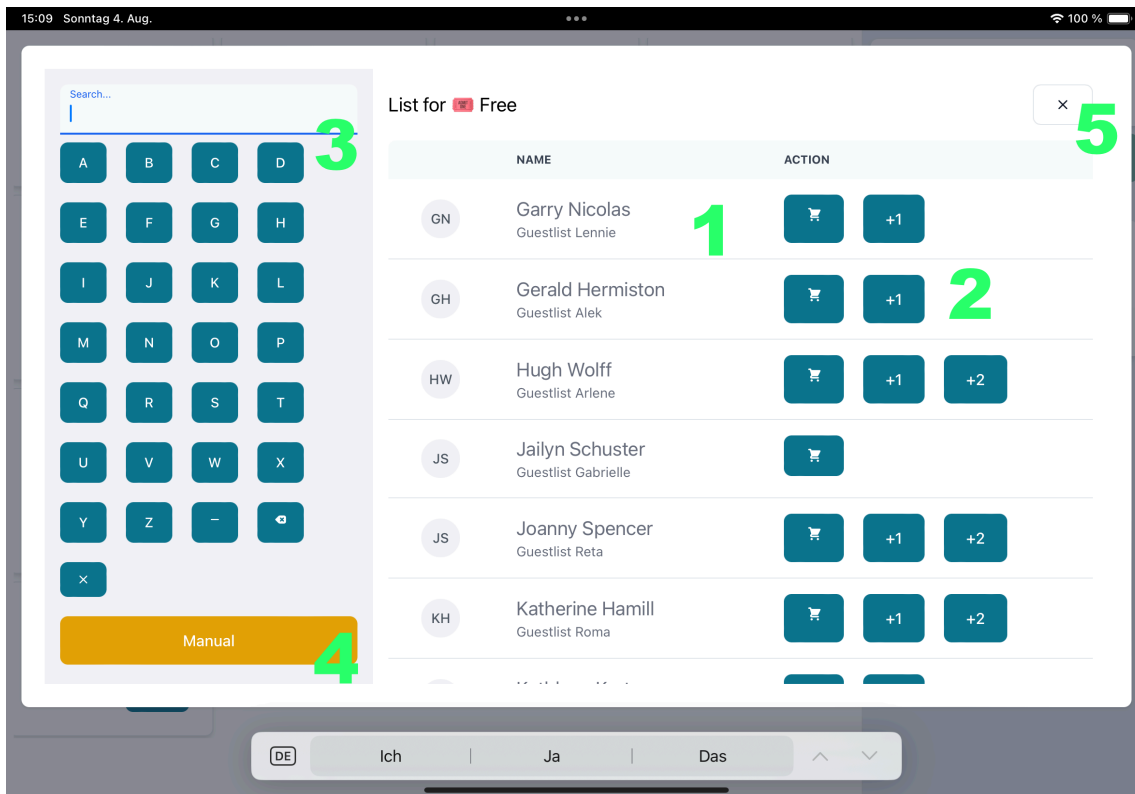 15:09 Sonntag 4. Aug.
100 %
Search...
3
A B C D
E F G H
I J K L
M N O P
Q R S T
U V W X
Y Z –
×
Manual
4
List for Free
×
5
NAME ACTION
GN Garry Nicolas +1
Guestlist Lennie
1
GH Gerald Hermiston +1
Guestlist Alek
2
HW Hugh Wolff +1 +2
Guestlist Arlene
JS Jailyn Schuster
Guestlist Gabrielle
JS Joanny Spencer +1 +2
Guestlist Reta
KH Katherine Hamill +1 +2
Guestlist Roma
DE Ich Ja Das